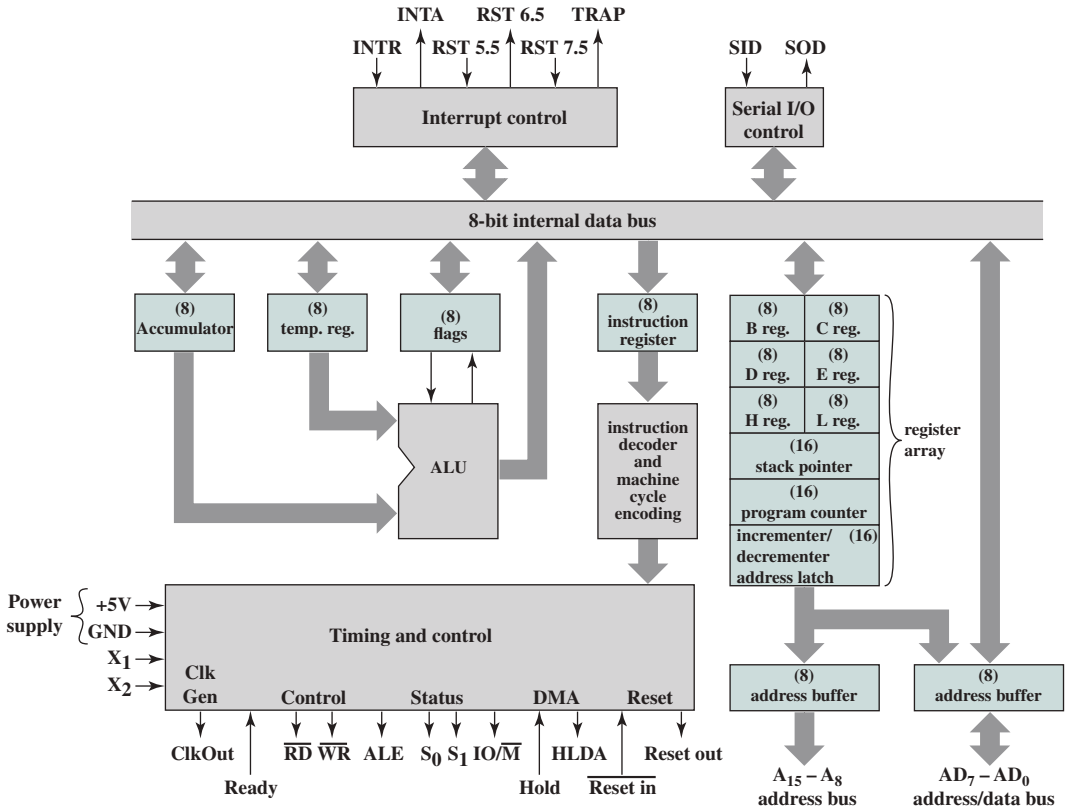 INTA RST 6.5 TRAP
INTR RST 5.5 RST 7.5
SID SOD
Interrupt control
Serial I/O
control
8-bit internal data bus
(8)
Accumulator
(8)
temp. reg.
(8)
flags
(8)
instruction
register
(8)
B reg.
(8)
C reg.
(8)
D reg.
(8)
E reg.
(8)
H reg.
(8)
L reg.
(16)
stack pointer
(16)
program counter
incrementer/ (16)
decrementer
address latch
register
array
ALU
instruction
decoder
and
machine
cycle
encoding
Power
supply
+5V
GND
X₁
X₂
Timing and control
Clk
Gen
Control
Status
DMA
Reset
ClkOut
Ready
R̅D̅
W̅R̅
ALE
S₀
S₁
IO/M̅
Hold
HLDA
R̅e̅s̅e̅t̅ i̅n̅
Reset out
(8)
address buffer
(8)
address buffer
A₁₅ – A₈
address bus
AD₇ – AD₀
address/data bus